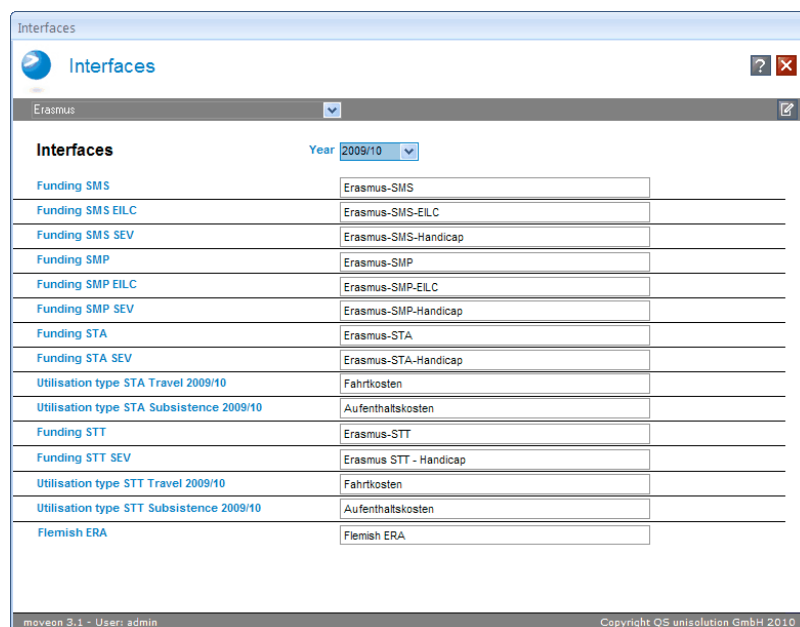 Interfaces
Interfaces
?
Erasmus
Interfaces Year 2009/10
Funding SMS Erasmus-SMS
Funding SMS EILC Erasmus-SMS-EILC
Funding SMS SEV Erasmus-SMS-Handicap
Funding SMP Erasmus-SMP
Funding SMP EILC Erasmus-SMP-EILC
Funding SMP SEV Erasmus-SMP-Handicap
Funding STA Erasmus-STA
Funding STA SEV Erasmus-STA-Handicap
Utilisation type STA Travel 2009/10 Fahrtkosten
Utilisation type STA Subsistence 2009/10 Aufenthaltskosten
Funding STT Erasmus-STT
Funding STT SEV Erasmus STT - Handicap
Utilisation type STT Travel 2009/10 Fahrtkosten
Utilisation type STT Subsistence 2009/10 Aufenthaltskosten
Flemish ERA Flemish ERA
moveon 3.1 - User: admin Copyright QS unisolution GmbH 2010